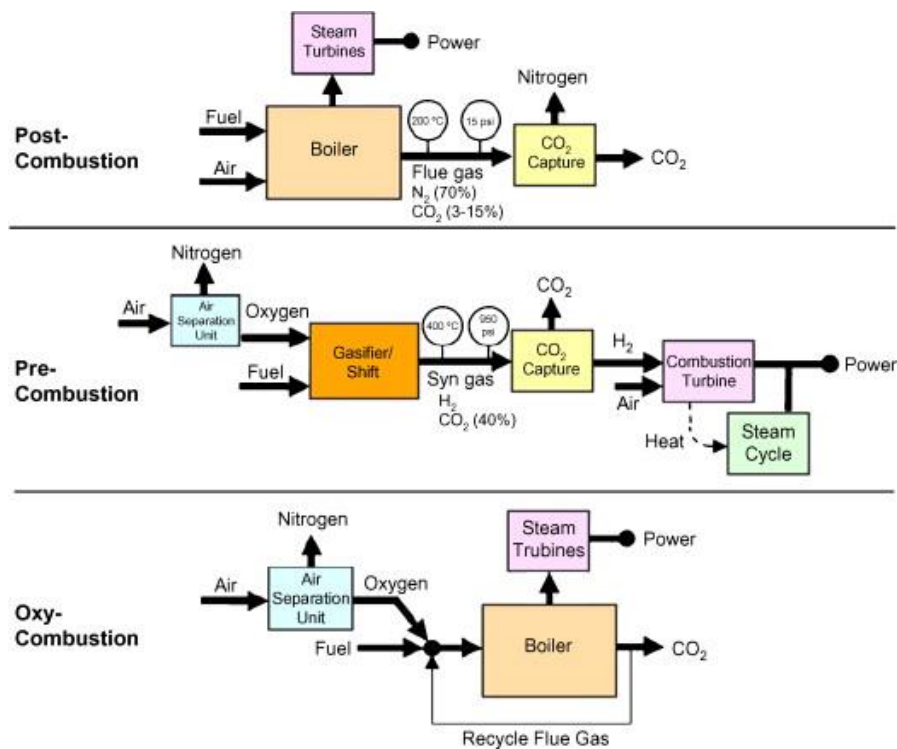 Post-
Combustion
Steam
Turbines
Power
Fuel
Air
Boiler
200 °C
15 psi
Flue gas
N₂ (70%)
CO₂ (3-15%)
Nitrogen
CO₂
Capture
CO₂
Pre-
Combustion
Nitrogen
Air
Air
Separation
Unit
Oxygen
Fuel
Gasifier/
Shift
400 °C
950
psi
Syn gas
H₂
CO₂ (40%)
CO₂
CO₂
Capture
H₂
Air
Combustion
Turbine
Power
Heat
Steam
Cycle
Oxy-
Combustion
Nitrogen
Air
Air
Separation
Unit
Oxygen
Fuel
Steam
Trubines
Power
Boiler
CO₂
Recycle Flue Gas